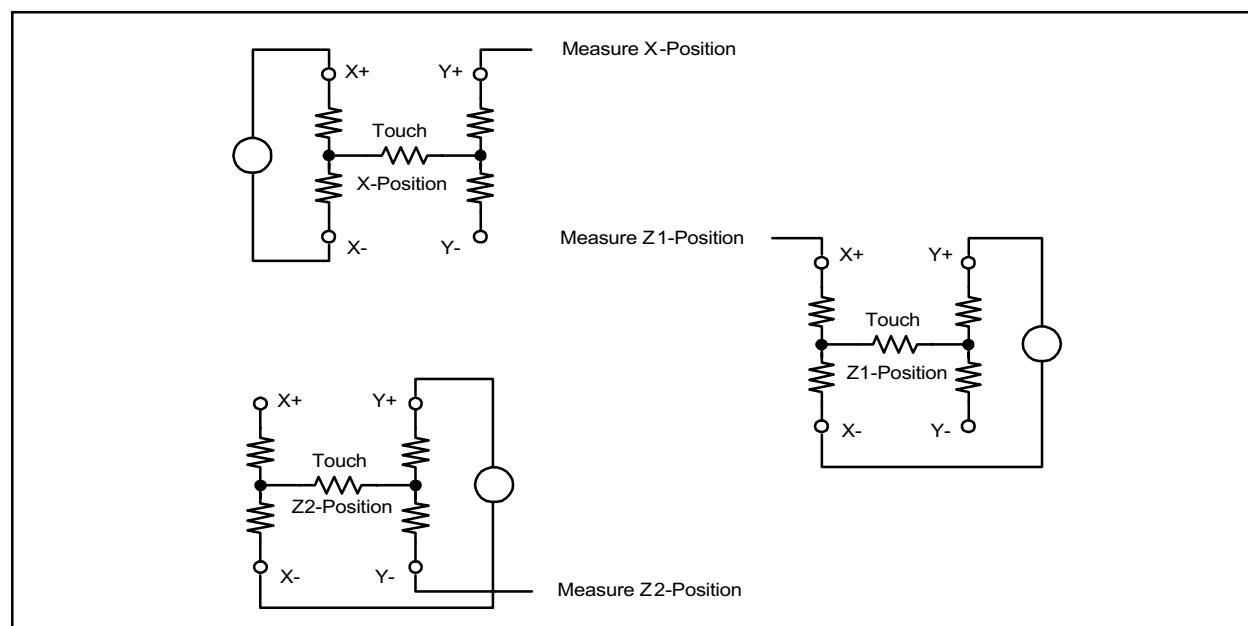 Measure X-Position
X+
Y+
Touch
X-Position
X-
Y-
Measure Z1-Position
X+
Y+
Touch
Z1-Position
X-
Y-
X+
Y+
Touch
Z2-Position
X-
Y-
Measure Z2-Position